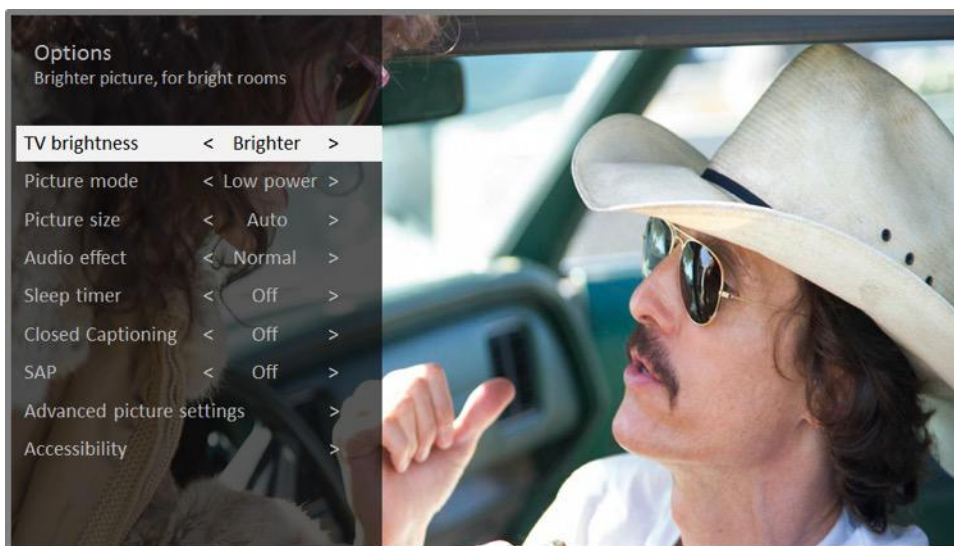 Options
Brighter picture, for bright rooms
TV brightness < Brighter >
Picture mode < Low power >
Picture size < Auto >
Audio effect < Normal >
Sleep timer < Off >
Closed Captioning < Off >
SAP < Off >
Advanced picture settings >
Accessibility >